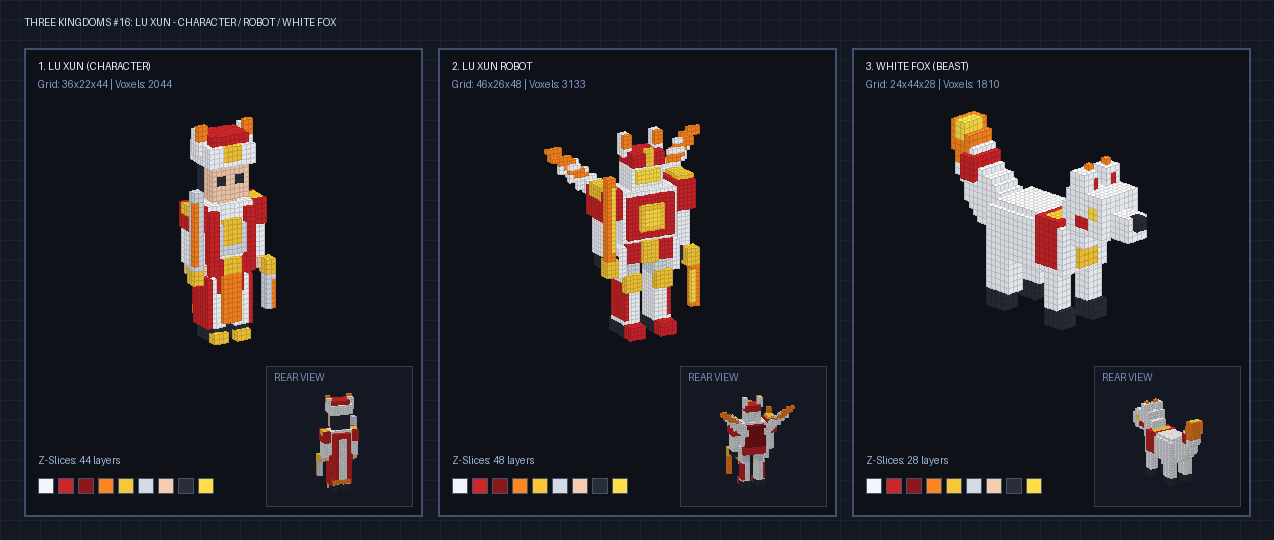 THREE KINGDOMS #16: LU XUN - CHARACTER / ROBOT / WHITE FOX
1. LU XUN (CHARACTER)
Grid: 36x22x44 | Voxels: 2044
REAR VIEW
Z-Slices: 44 layers
2. LU XUN ROBOT
Grid: 46x26x48 | Voxels: 3133
REAR VIEW
Z-Slices: 48 layers
3. WHITE FOX (BEAST)
Grid: 24x44x28 | Voxels: 1810
REAR VIEW
Z-Slices: 28 layers